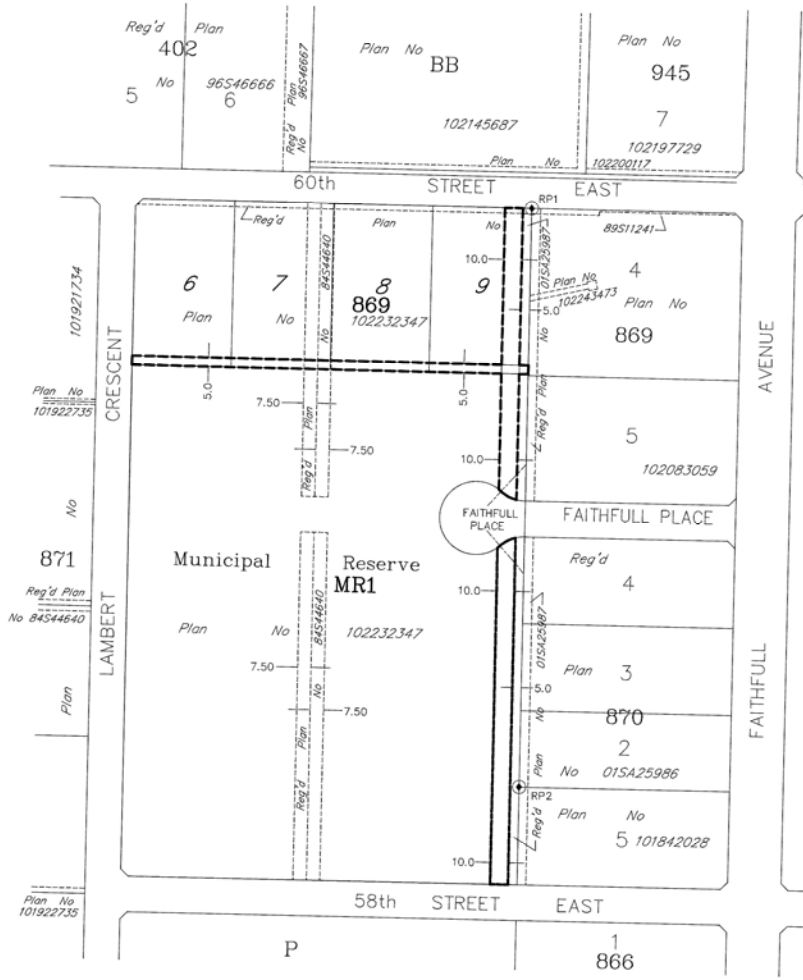 Reg'd Plan
402
5 No 96S46666
6
Reg'd Plan
No 96S46667
Plan No
BB
102145687
Plan No 102200117
Plan No
945
7
102197729
60th STREET EAST
RP1
Reg'd Plan No
89S11241
101921734
6 7 8 9
84S44640
No
869
Plan No 102232347
10.0
01SA25987
Plan No
102243473
5.0
4
Plan No
869
No
Plan
Reg'd
CRESCENT
AVENUE
5.0
5.0
Plan No
101922735
7.50
Plan
7.50
Reg'd
10.0
5
102083059
FAITHFULL
PLACE
FAITHFULL PLACE
No
871
Reg'd Plan
No 84S44640
Plan
LAMBERT
Municipal Reserve
MR1
Plan No 102232347
84S44640
No
7.50
7.50
Plan
Reg'd
10.0
Reg'd
4
01SA25987
Plan 3
5.0
No
870
2
Plan
No 01SA25986
RP2
Plan No
5 101842028
Reg'd
10.0
FAITHFULL
Plan No
101922735
58th STREET EAST
P
1
866